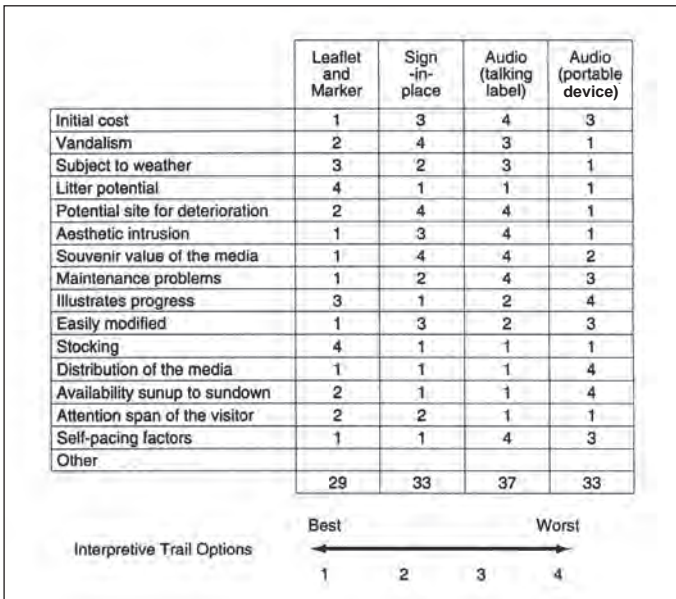 Leaflet and Marker Sign -in- place Audio (talking label) Audio (portable device)
Initial cost 1 3 4 3
Vandalism 2 4 3 1
Subject to weather 3 2 3 1
Litter potential 4 1 1 1
Potential site for deterioration 2 4 4 1
Aesthetic intrusion 1 3 4 1
Souvenir value of the media 1 4 4 2
Maintenance problems 1 2 4 3
Illustrates progress 3 1 2 4
Easily modified 1 3 2 3
Stocking 4 1 1 1
Distribution of the media 1 1 1 4
Availability sunup to sundown 2 1 1 4
Attention span of the visitor 2 2 1 1
Self-pacing factors 1 1 4 3
Other
29 33 37 33
Best Worst
Interpretive Trail Options
1 2 3 4